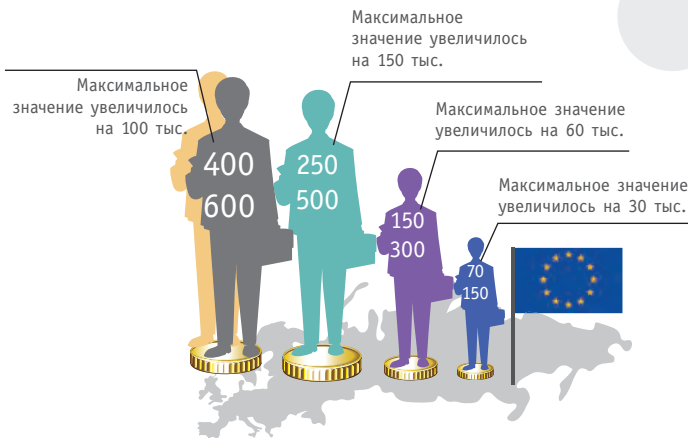 Максимальное
значение увеличилось
на 100 тыс.
Максимальное
значение увеличилось
на 150 тыс.
Максимальное значение
увеличилось на 60 тыс.
Максимальное значение
увеличилось на 30 тыс.
400
600
250
500
150
300
70
150